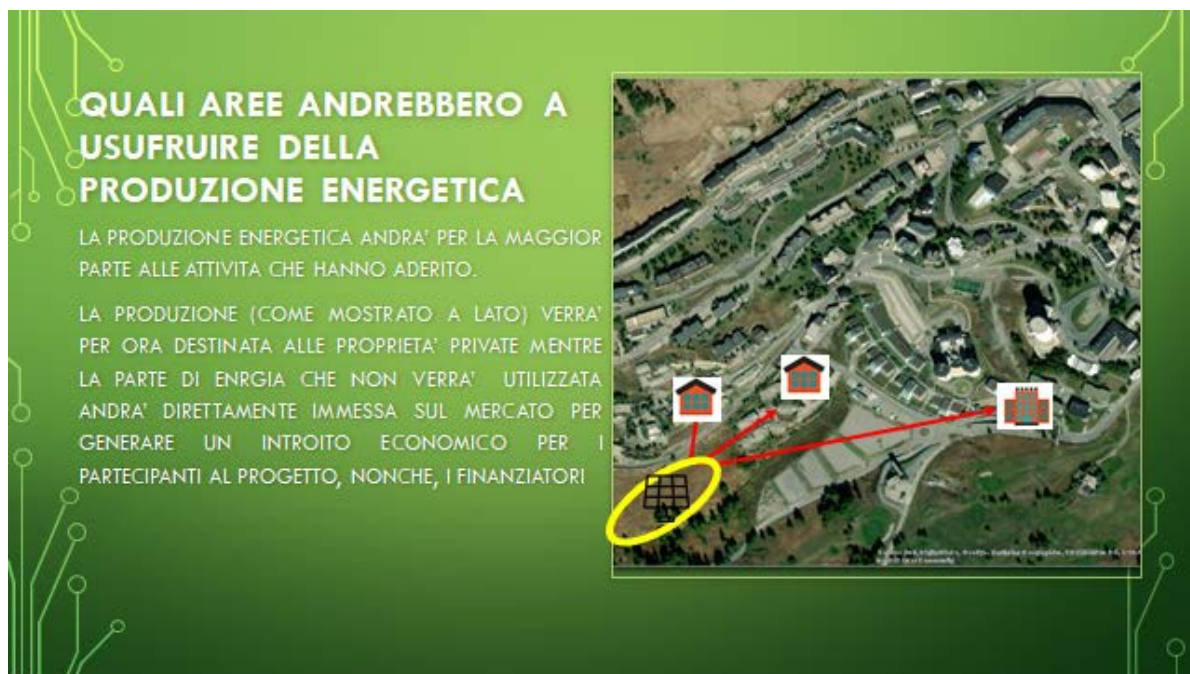 QUALI AREE ANDREBBERO A
USUFRUIRE DELLA
PRODUZIONE ENERGETICA
LA PRODUZIONE ENERGETICA ANDRA' PER LA MAGGIOR
PARTE ALLE ATTIVITA CHE HANNO ADERITO.
LA PRODUZIONE (COME MOSTRATO A LATO) VERRA'
PER ORA DESTINATA ALLE PROPRIETA' PRIVATE MENTRE
LA PARTE DI ENRGIA CHE NON VERRA' UTILIZZATA
ANDRA' DIRETTAMENTE IMMESSA SUL MERCATO PER
GENERARE UN INTROITO ECONOMICO PER I
PARTECIPANTI AL PROGETTO, NONCHE, I FINANZIATORI